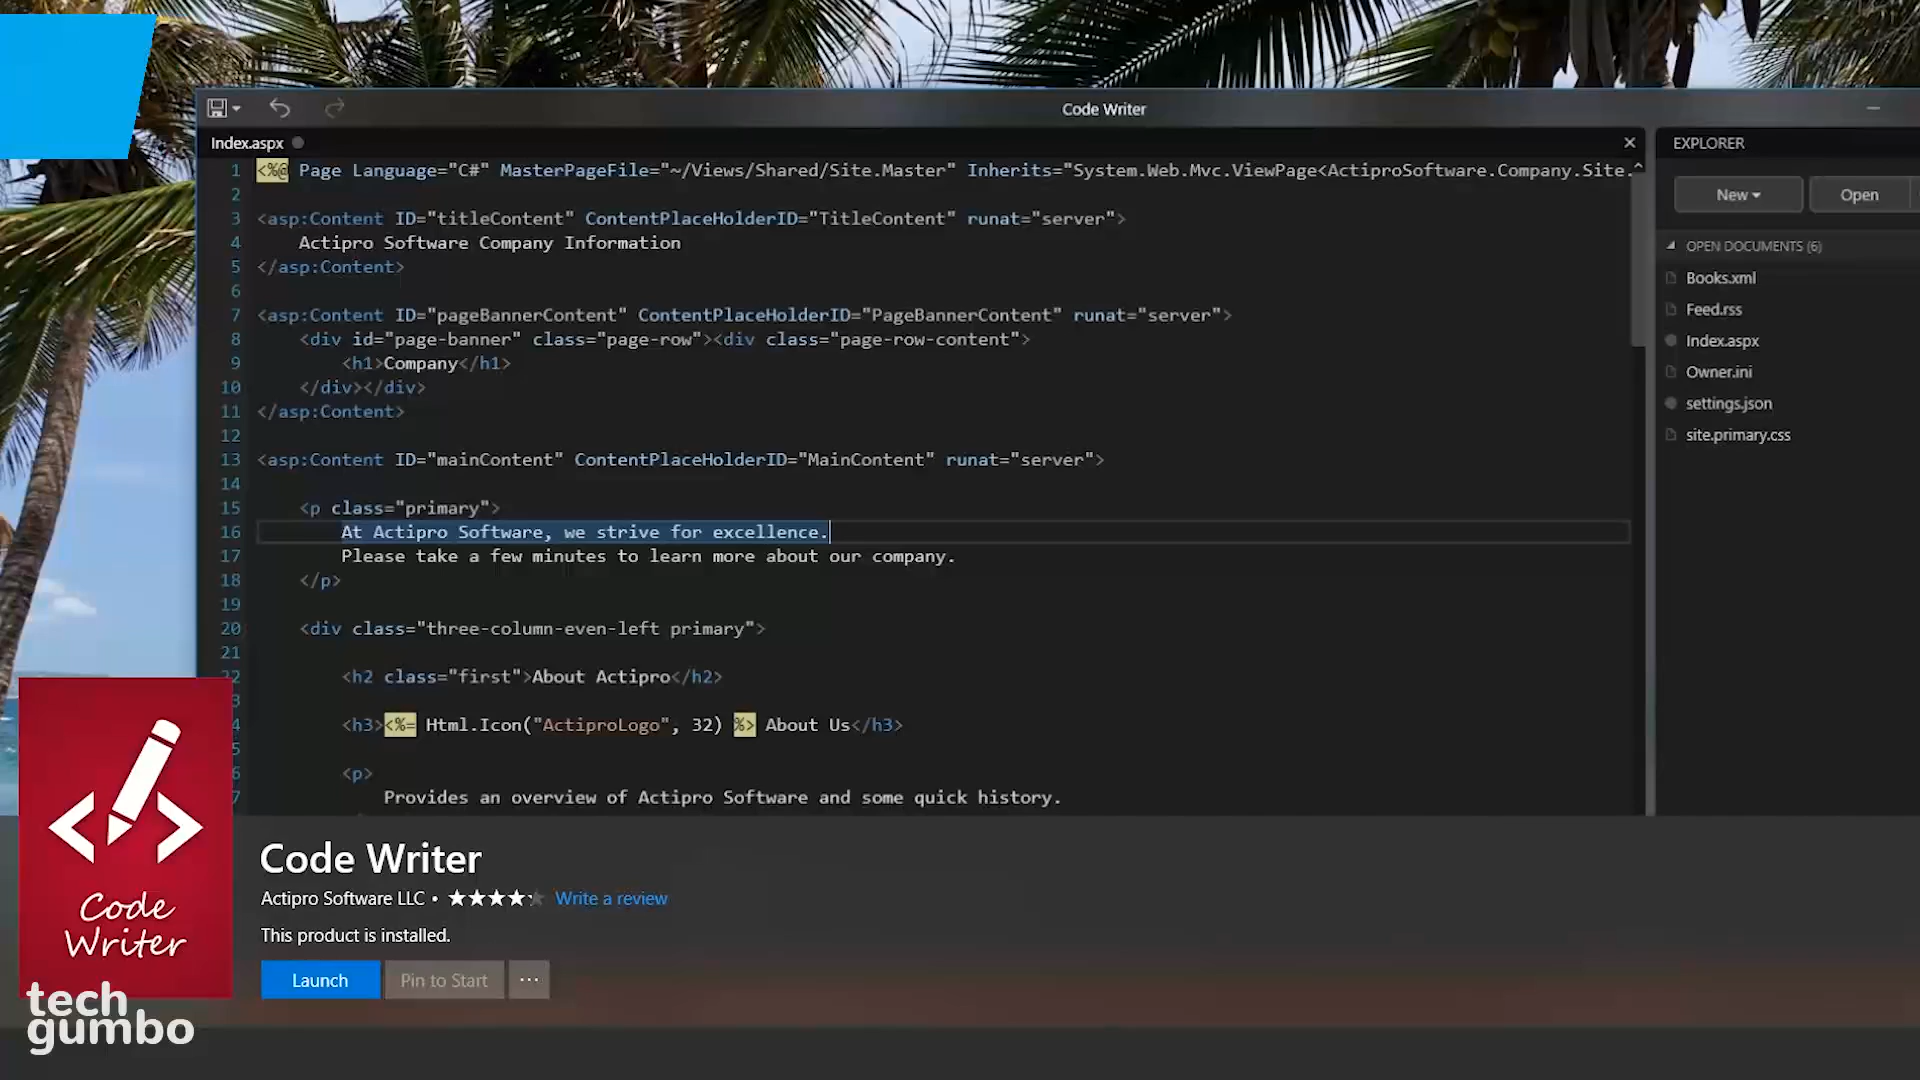 Code Writer
Index.aspx
EXPLORER
1 <%@ Page Language="C#" MasterPageFile="~/Views/Shared/Site.Master" Inherits="System.Web.Mvc.ViewPage<ActiproSoftware.Company.Site.
2
3 <asp:Content ID="titleContent" ContentPlaceHolderID="TitleContent" runat="server">
4 Actipro Software Company Information
5 </asp:Content>
6
7 <asp:Content ID="pageBannerContent" ContentPlaceHolderID="PageBannerContent" runat="server">
8 <div id="page-banner" class="page-row"><div class="page-row-content">
9 <h1>Company</h1>
10 </div></div>
11 </asp:Content>
12
13 <asp:Content ID="mainContent" ContentPlaceHolderID="MainContent" runat="server">
14
15 <p class="primary">
16 At Actipro Software, we strive for excellence.
17 Please take a few minutes to learn more about our company.
18 </p>
19
20 <div class="three-column-even-left primary">
21
22 <h2 class="first">About Actipro</h2>
3
4 <h3><%= Html.Icon("ActiproLogo", 32) %> About Us</h3>
5
6 <p>
7 Provides an overview of Actipro Software and some quick history.
New
Open
OPEN DOCUMENTS (6)
Books.xml
Feed.rss
Index.aspx
Owner.ini
settings.json
site.primary.css
Code
Writer
Code Writer
Actipro Software LLC • Write a review
This product is installed.
Launch
Pin to Start
...
tech
gumbo